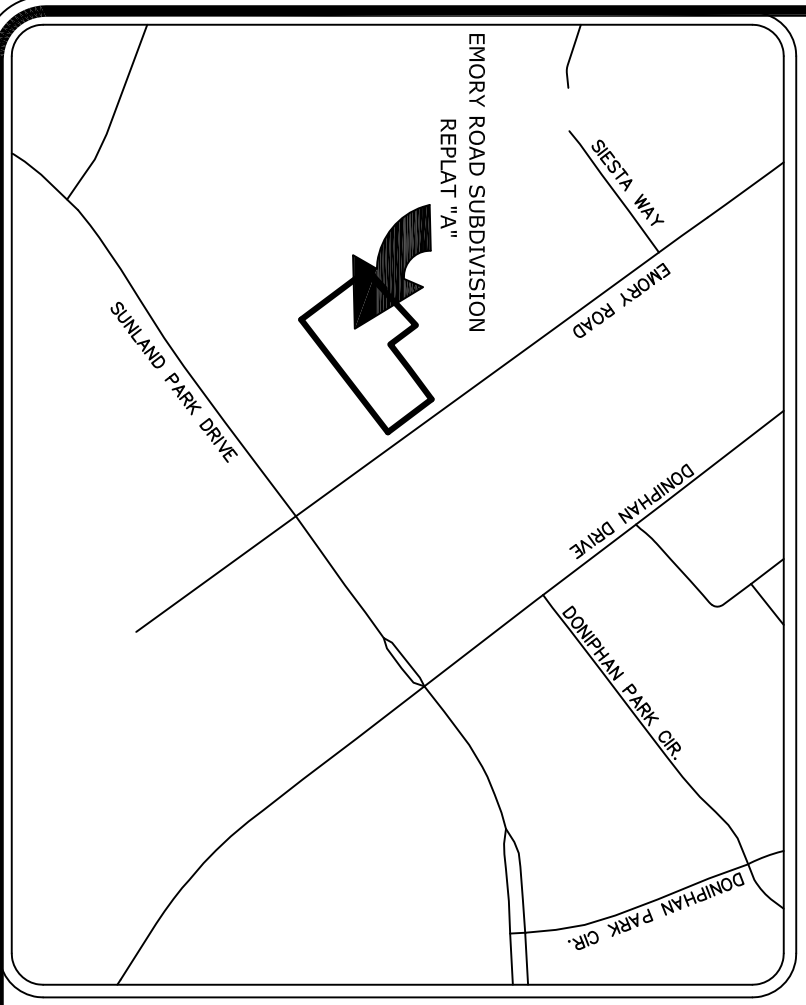 EMORY ROAD SUBDIVISION
REPLAT "A"
SIESTA WAY
EMORY ROAD
SUNLAND PARK DRIVE
DONIPHAN DRIVE
DONIPHAN PARK CIR.
DONIPHAN PARK CIR.